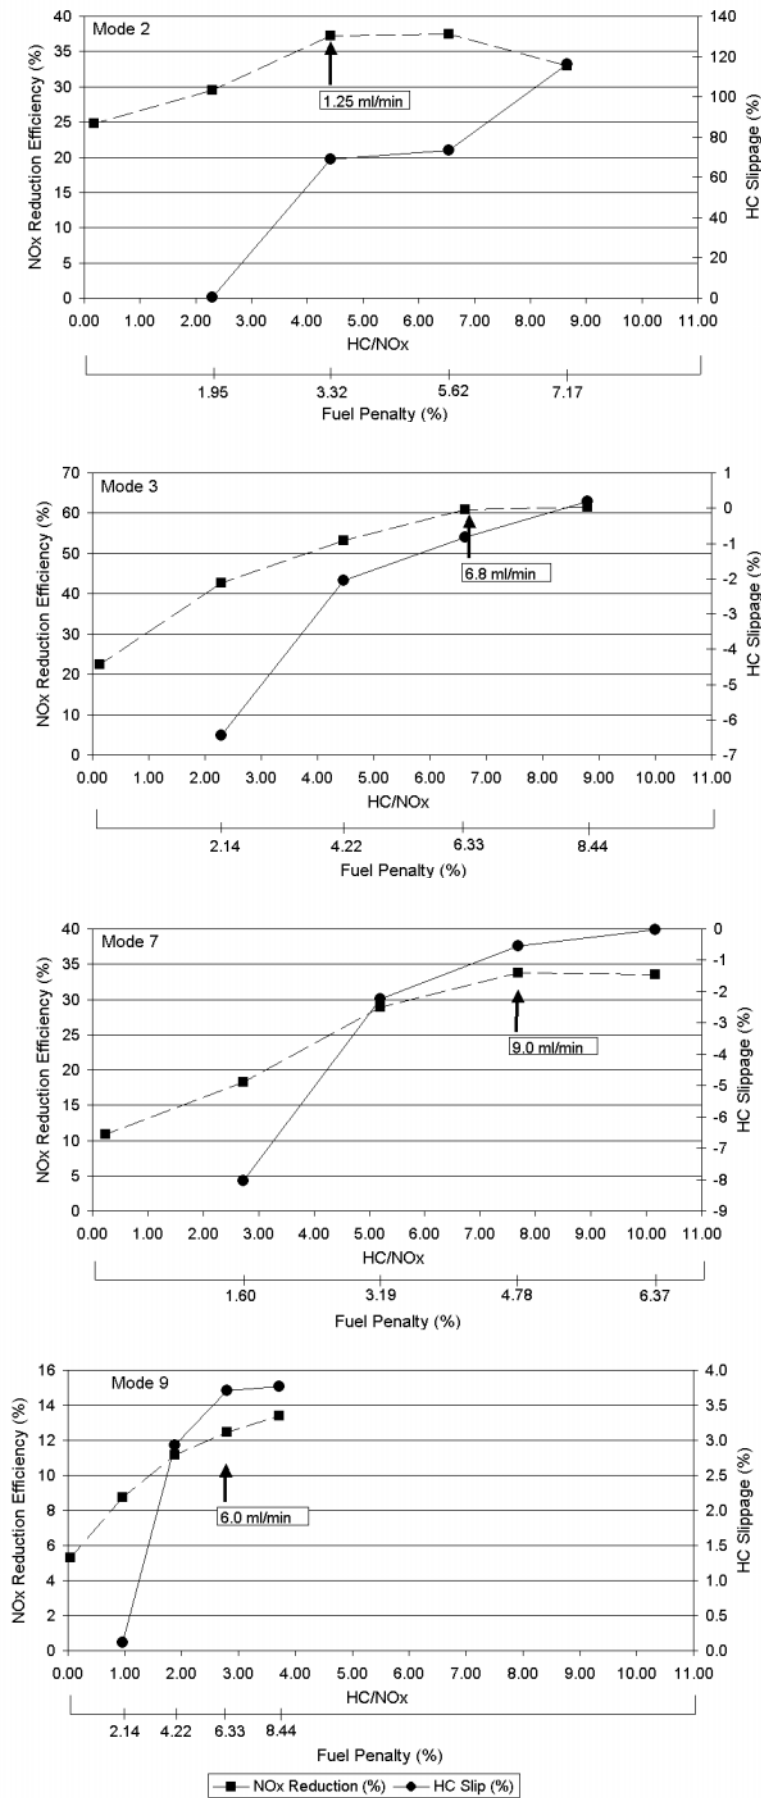 Mode 2
NOx Reduction Efficiency (%)
40
35
30
25
20
15
10
5
0
140
120
100
80
60
40
20
0
HC Slippage (%)
1.25 ml/min
0.00 1.00 2.00 3.00 4.00 5.00 6.00 7.00 8.00 9.00 10.00 11.00
HC/NOx
1.95 3.32 5.62 7.17
Fuel Penalty (%)
Mode 3
NOx Reduction Efficiency (%)
70
60
50
40
30
20
10
0
1
0
-1
-2
-3
-4
-5
-6
-7
HC Slippage (%)
6.8 ml/min
0.00 1.00 2.00 3.00 4.00 5.00 6.00 7.00 8.00 9.00 10.00 11.00
HC/NOx
2.14 4.22 6.33 8.44
Fuel Penalty (%)
Mode 7
NOx Reduction Efficiency (%)
40
35
30
25
20
15
10
5
0
0
-1
-2
-3
-4
-5
-6
-7
-8
-9
HC Slippage (%)
9.0 ml/min
0.00 1.00 2.00 3.00 4.00 5.00 6.00 7.00 8.00 9.00 10.00 11.00
HC/NOx
1.60 3.19 4.78 6.37
Fuel Penalty (%)
Mode 9
NOx Reduction Efficiency (%)
16
14
12
10
8
6
4
2
0
4.0
3.5
3.0
2.5
2.0
1.5
1.0
0.5
0.0
HC Slippage (%)
6.0 ml/min
0.00 1.00 2.00 3.00 4.00 5.00 6.00 7.00 8.00 9.00 10.00 11.00
HC/NOx
2.14 4.22 6.33 8.44
Fuel Penalty (%)
NOx Reduction (%) HC Slip (%)